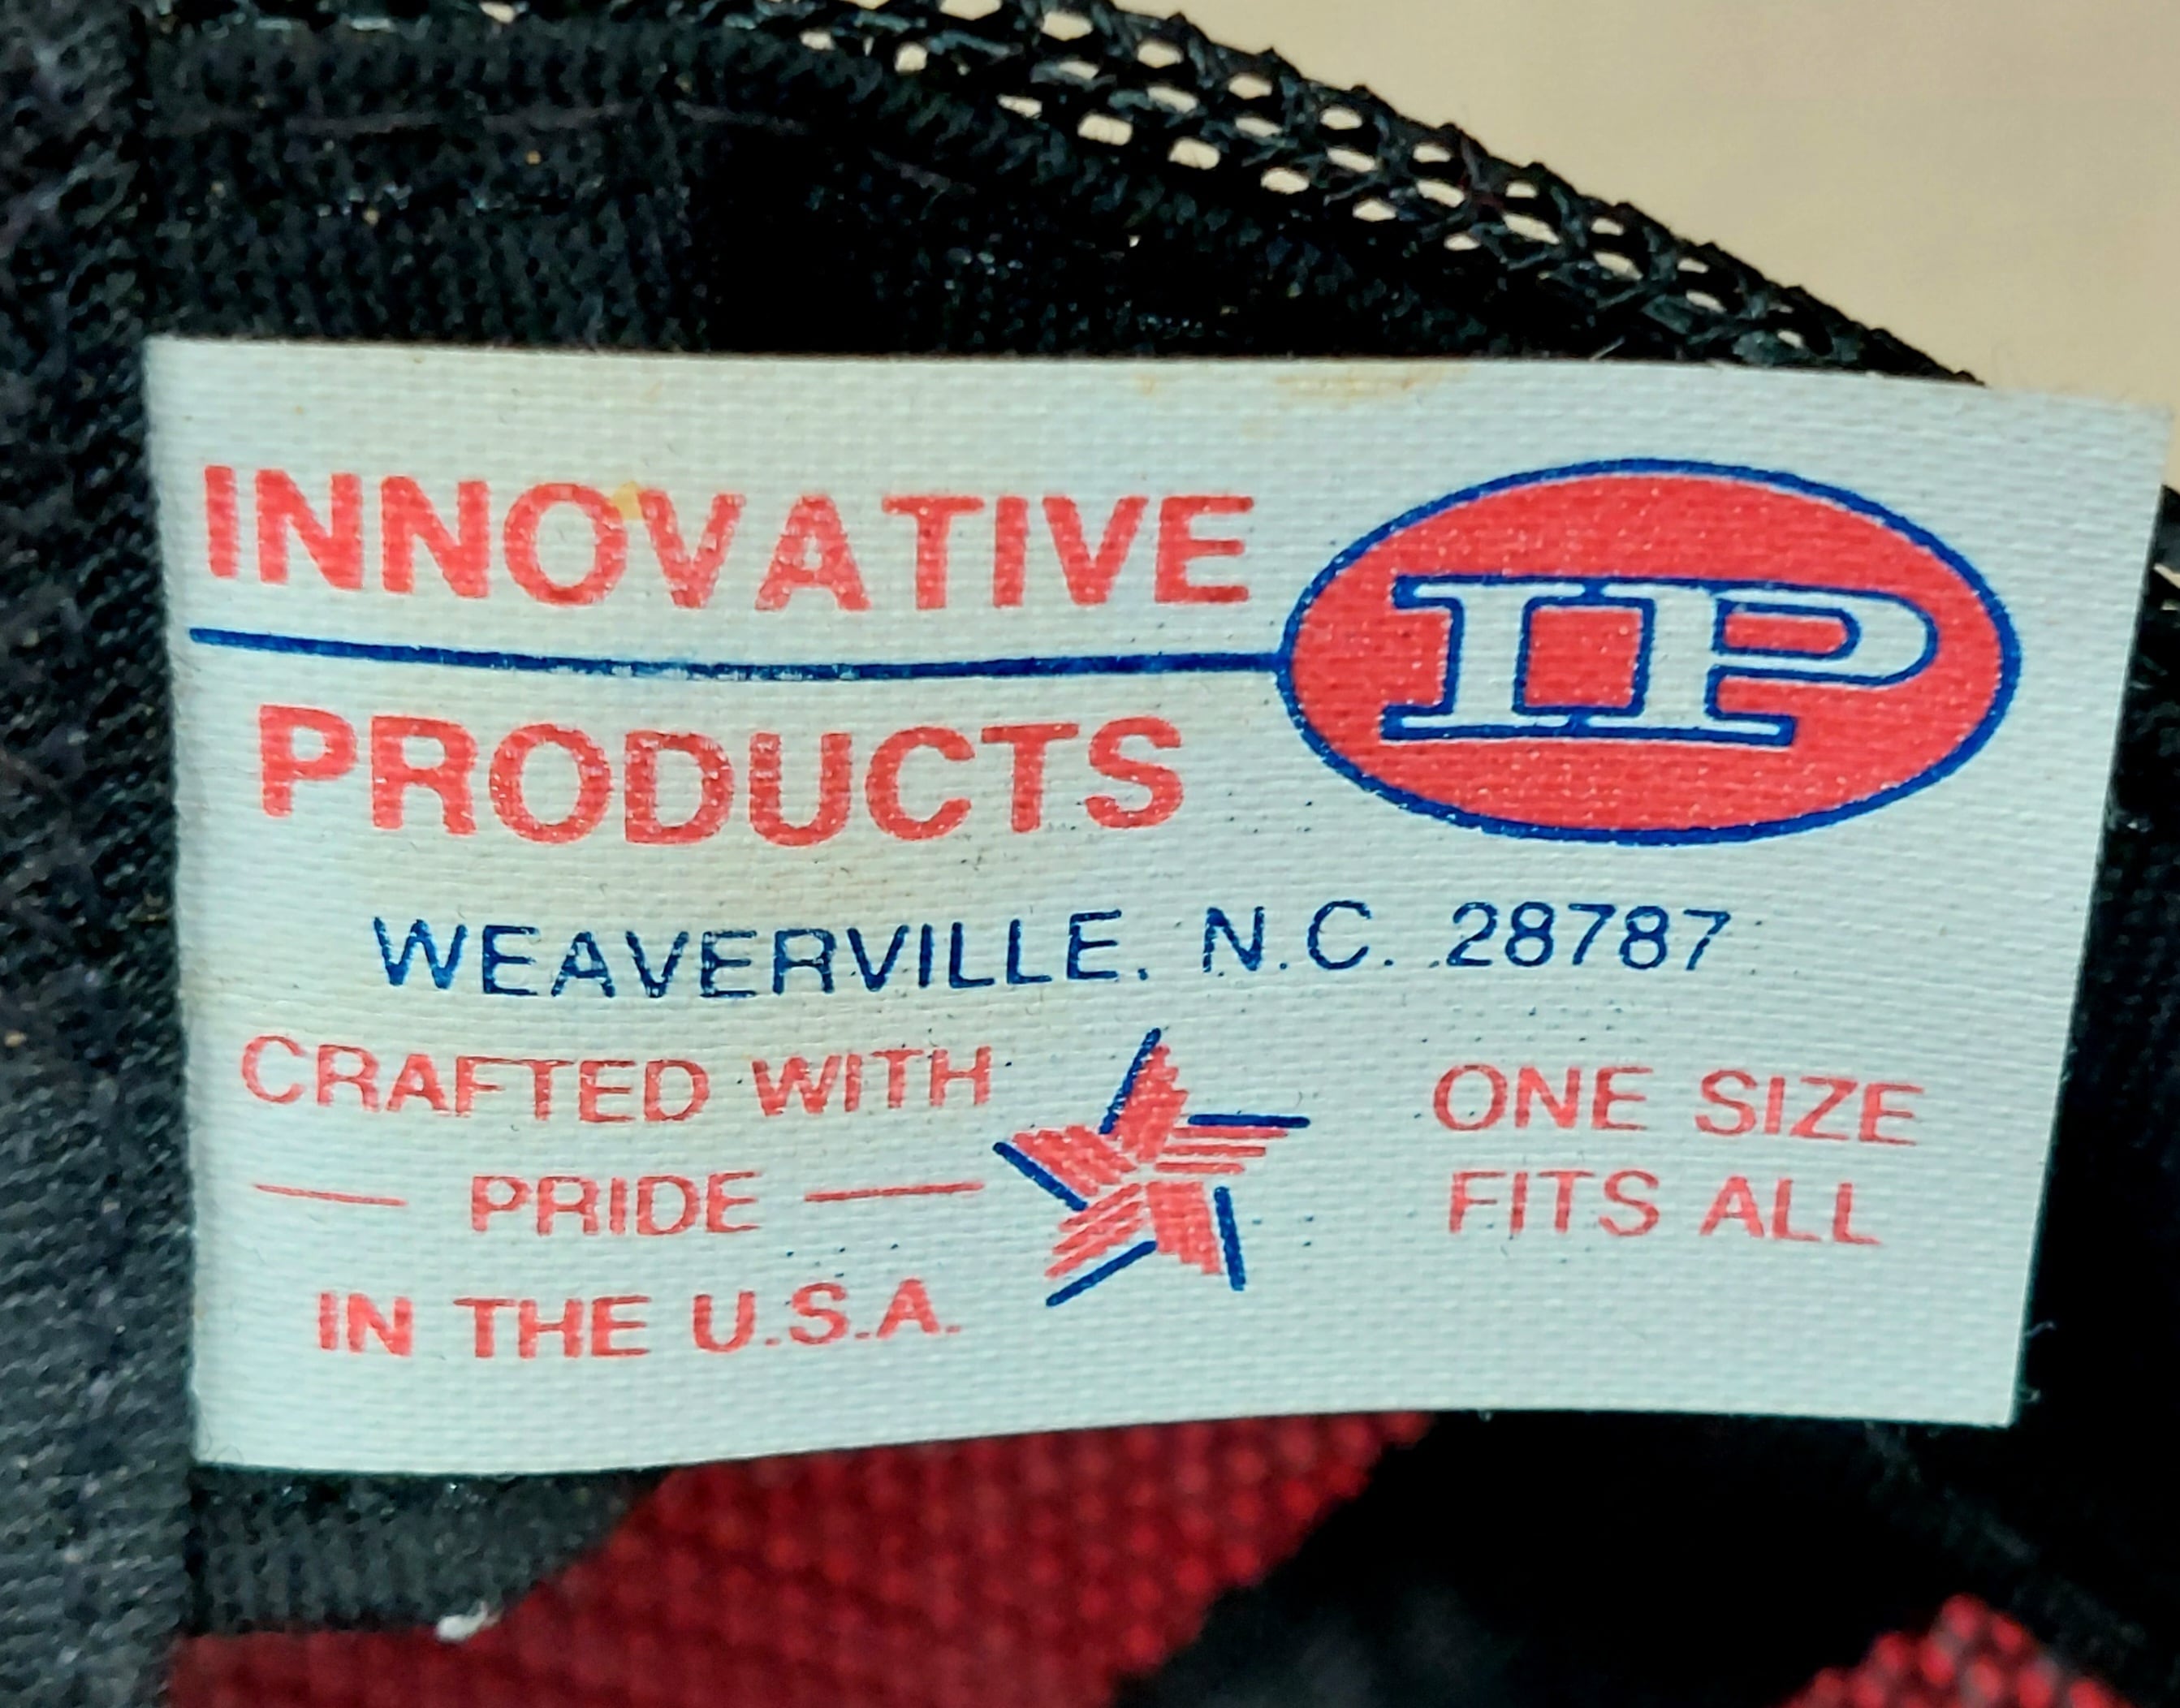 INNOVATIVE
IP
PRODUCTS
WEAVERVILLE, N.C. 28787
CRAFTED WITH
PRIDE
IN THE U.S.A.
ONE SIZE
FITS ALL